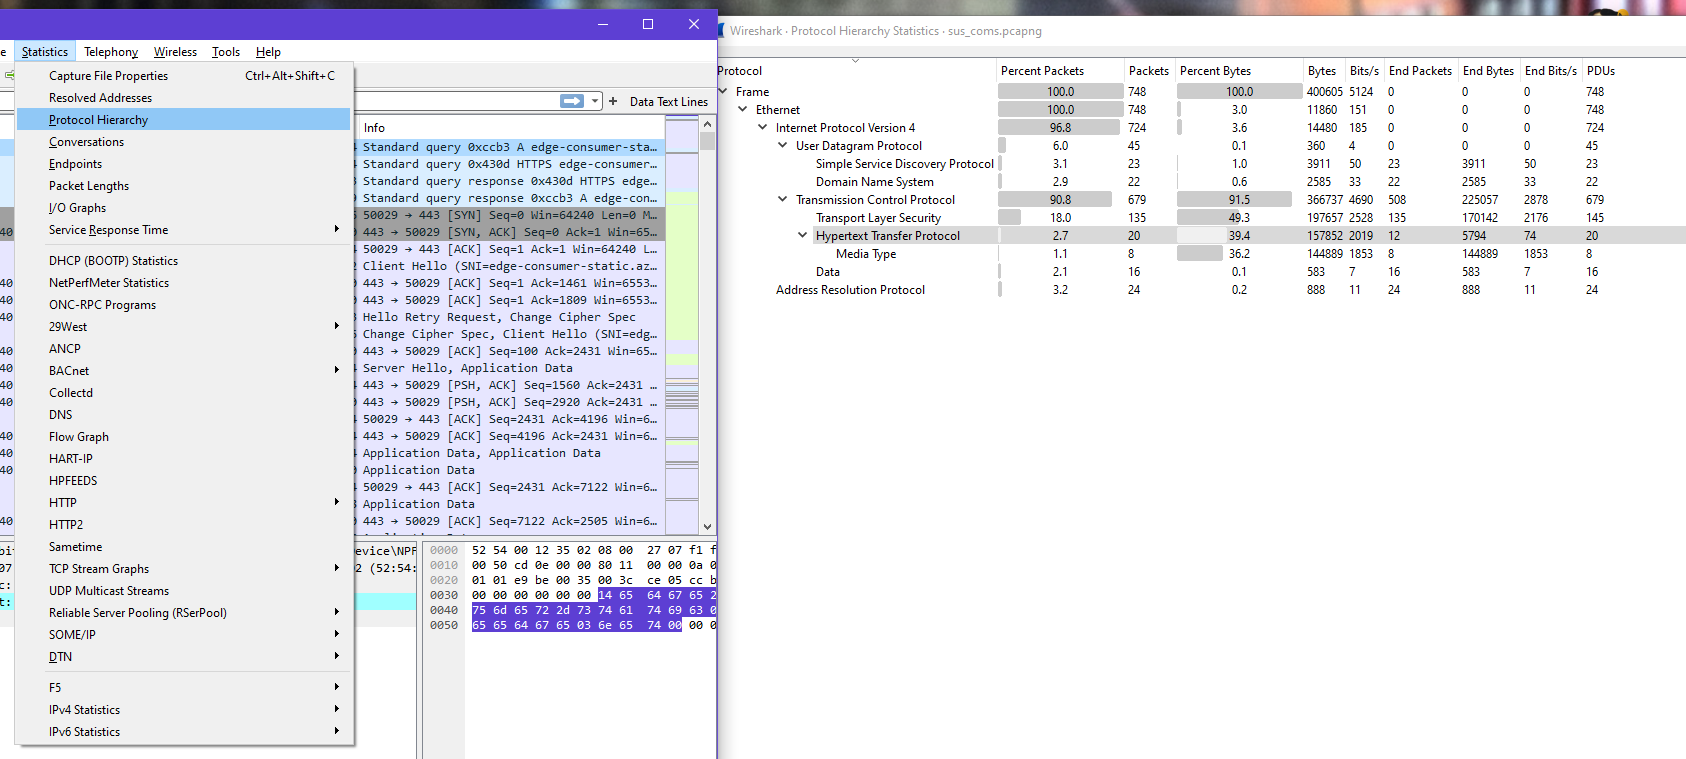 Wireshark · Protocol Hierarchy Statistics · sus_coms.pcapng
e Statistics Telephony Wireless Tools Help
Capture File Properties Ctrl+Alt+Shift+C
Resolved Addresses
Protocol Hierarchy
Conversations
Endpoints
Packet Lengths
I/O Graphs
Service Response Time
DHCP (BOOTP) Statistics
NetPerfMeter Statistics
ONC-RPC Programs
29West
ANCP
BACnet
Collectd
DNS
Flow Graph
HART-IP
HPFEEDS
HTTP
HTTP2
Sametime
TCP Stream Graphs
UDP Multicast Streams
Reliable Server Pooling (RSerPool)
SOME/IP
DTN
F5
IPv4 Statistics
IPv6 Statistics
+ Data Text Lines
Info
Standard query 0xccb3 A edge-consumer-sta…
Standard query 0x430d HTTPS edge-consumer…
Standard query response 0x430d HTTPS edge…
Standard query response 0xccb3 A edge-con…
50029 → 443 [SYN] Seq=0 Win=64240 Len=0 M…
40 443 → 50029 [SYN, ACK] Seq=0 Ack=1 Win=65…
50029 → 443 [ACK] Seq=1 Ack=1 Win=64240 L…
Client Hello (SNI=edge-consumer-static.az…
40 443 → 50029 [ACK] Seq=1 Ack=1461 Win=6553…
40 443 → 50029 [ACK] Seq=1 Ack=1809 Win=6553…
40 Hello Retry Request, Change Cipher Spec
Change Cipher Spec, Client Hello (SNI=edg…
40 443 → 50029 [ACK] Seq=100 Ack=2431 Win=65…
40 Server Hello, Application Data
40 443 → 50029 [PSH, ACK] Seq=1560 Ack=2431 …
40 443 → 50029 [PSH, ACK] Seq=2920 Ack=2431 …
50029 → 443 [ACK] Seq=2431 Ack=4196 Win=6…
40 443 → 50029 [ACK] Seq=4196 Ack=2431 Win=6…
40 Application Data, Application Data
40 Application Data
50029 → 443 [ACK] Seq=2431 Ack=7122 Win=6…
Application Data
40 443 → 50029 [ACK] Seq=7122 Ack=2505 Win=6…
bit evice\NPF
07 02 (52:54:
c:
t:
0000 52 54 00 12 35 02 08 00 27 07 f1 f
0010 00 50 cd 0e 00 00 80 11 00 00 0a 0
0020 01 01 e9 be 00 35 00 3c ce 05 cc b
0030 00 00 00 00 00 00 14 65 64 67 65 2
0040 75 6d 65 72 2d 73 74 61 74 69 63 0
0050 65 65 64 67 65 03 6e 65 74 00 00 0
Protocol Percent Packets Packets Percent Bytes Bytes Bits/s End Packets End Bytes End Bits/s PDUs
Frame 100.0 748 100.0 400605 5124 0 0 0 748
Ethernet 100.0 748 3.0 11860 151 0 0 0 748
Internet Protocol Version 4 96.8 724 3.6 14480 185 0 0 0 724
User Datagram Protocol 6.0 45 0.1 360 4 0 0 0 45
Simple Service Discovery Protocol 3.1 23 1.0 3911 50 23 3911 50 23
Domain Name System 2.9 22 0.6 2585 33 22 2585 33 22
Transmission Control Protocol 90.8 679 91.5 366737 4690 508 225057 2878 679
Transport Layer Security 18.0 135 49.3 197657 2528 135 170142 2176 145
Hypertext Transfer Protocol 2.7 20 39.4 157852 2019 12 5794 74 20
Media Type 1.1 8 36.2 144889 1853 8 144889 1853 8
Data 2.1 16 0.1 583 7 16 583 7 16
Address Resolution Protocol 3.2 24 0.2 888 11 24 888 11 24